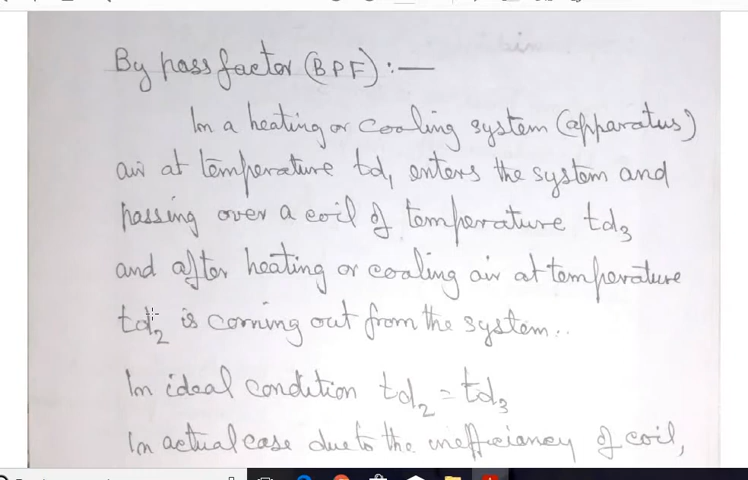 By pass factor (BPF) :—
In a heating or cooling system (apparatus)
air at temperature td1 enters the system and
passing over a coil of temperature td3
and after heating or cooling air at temperature
td2 is coming out from the system..
In ideal condition td2 = td3
In actual case due to the inefficiency of coil,